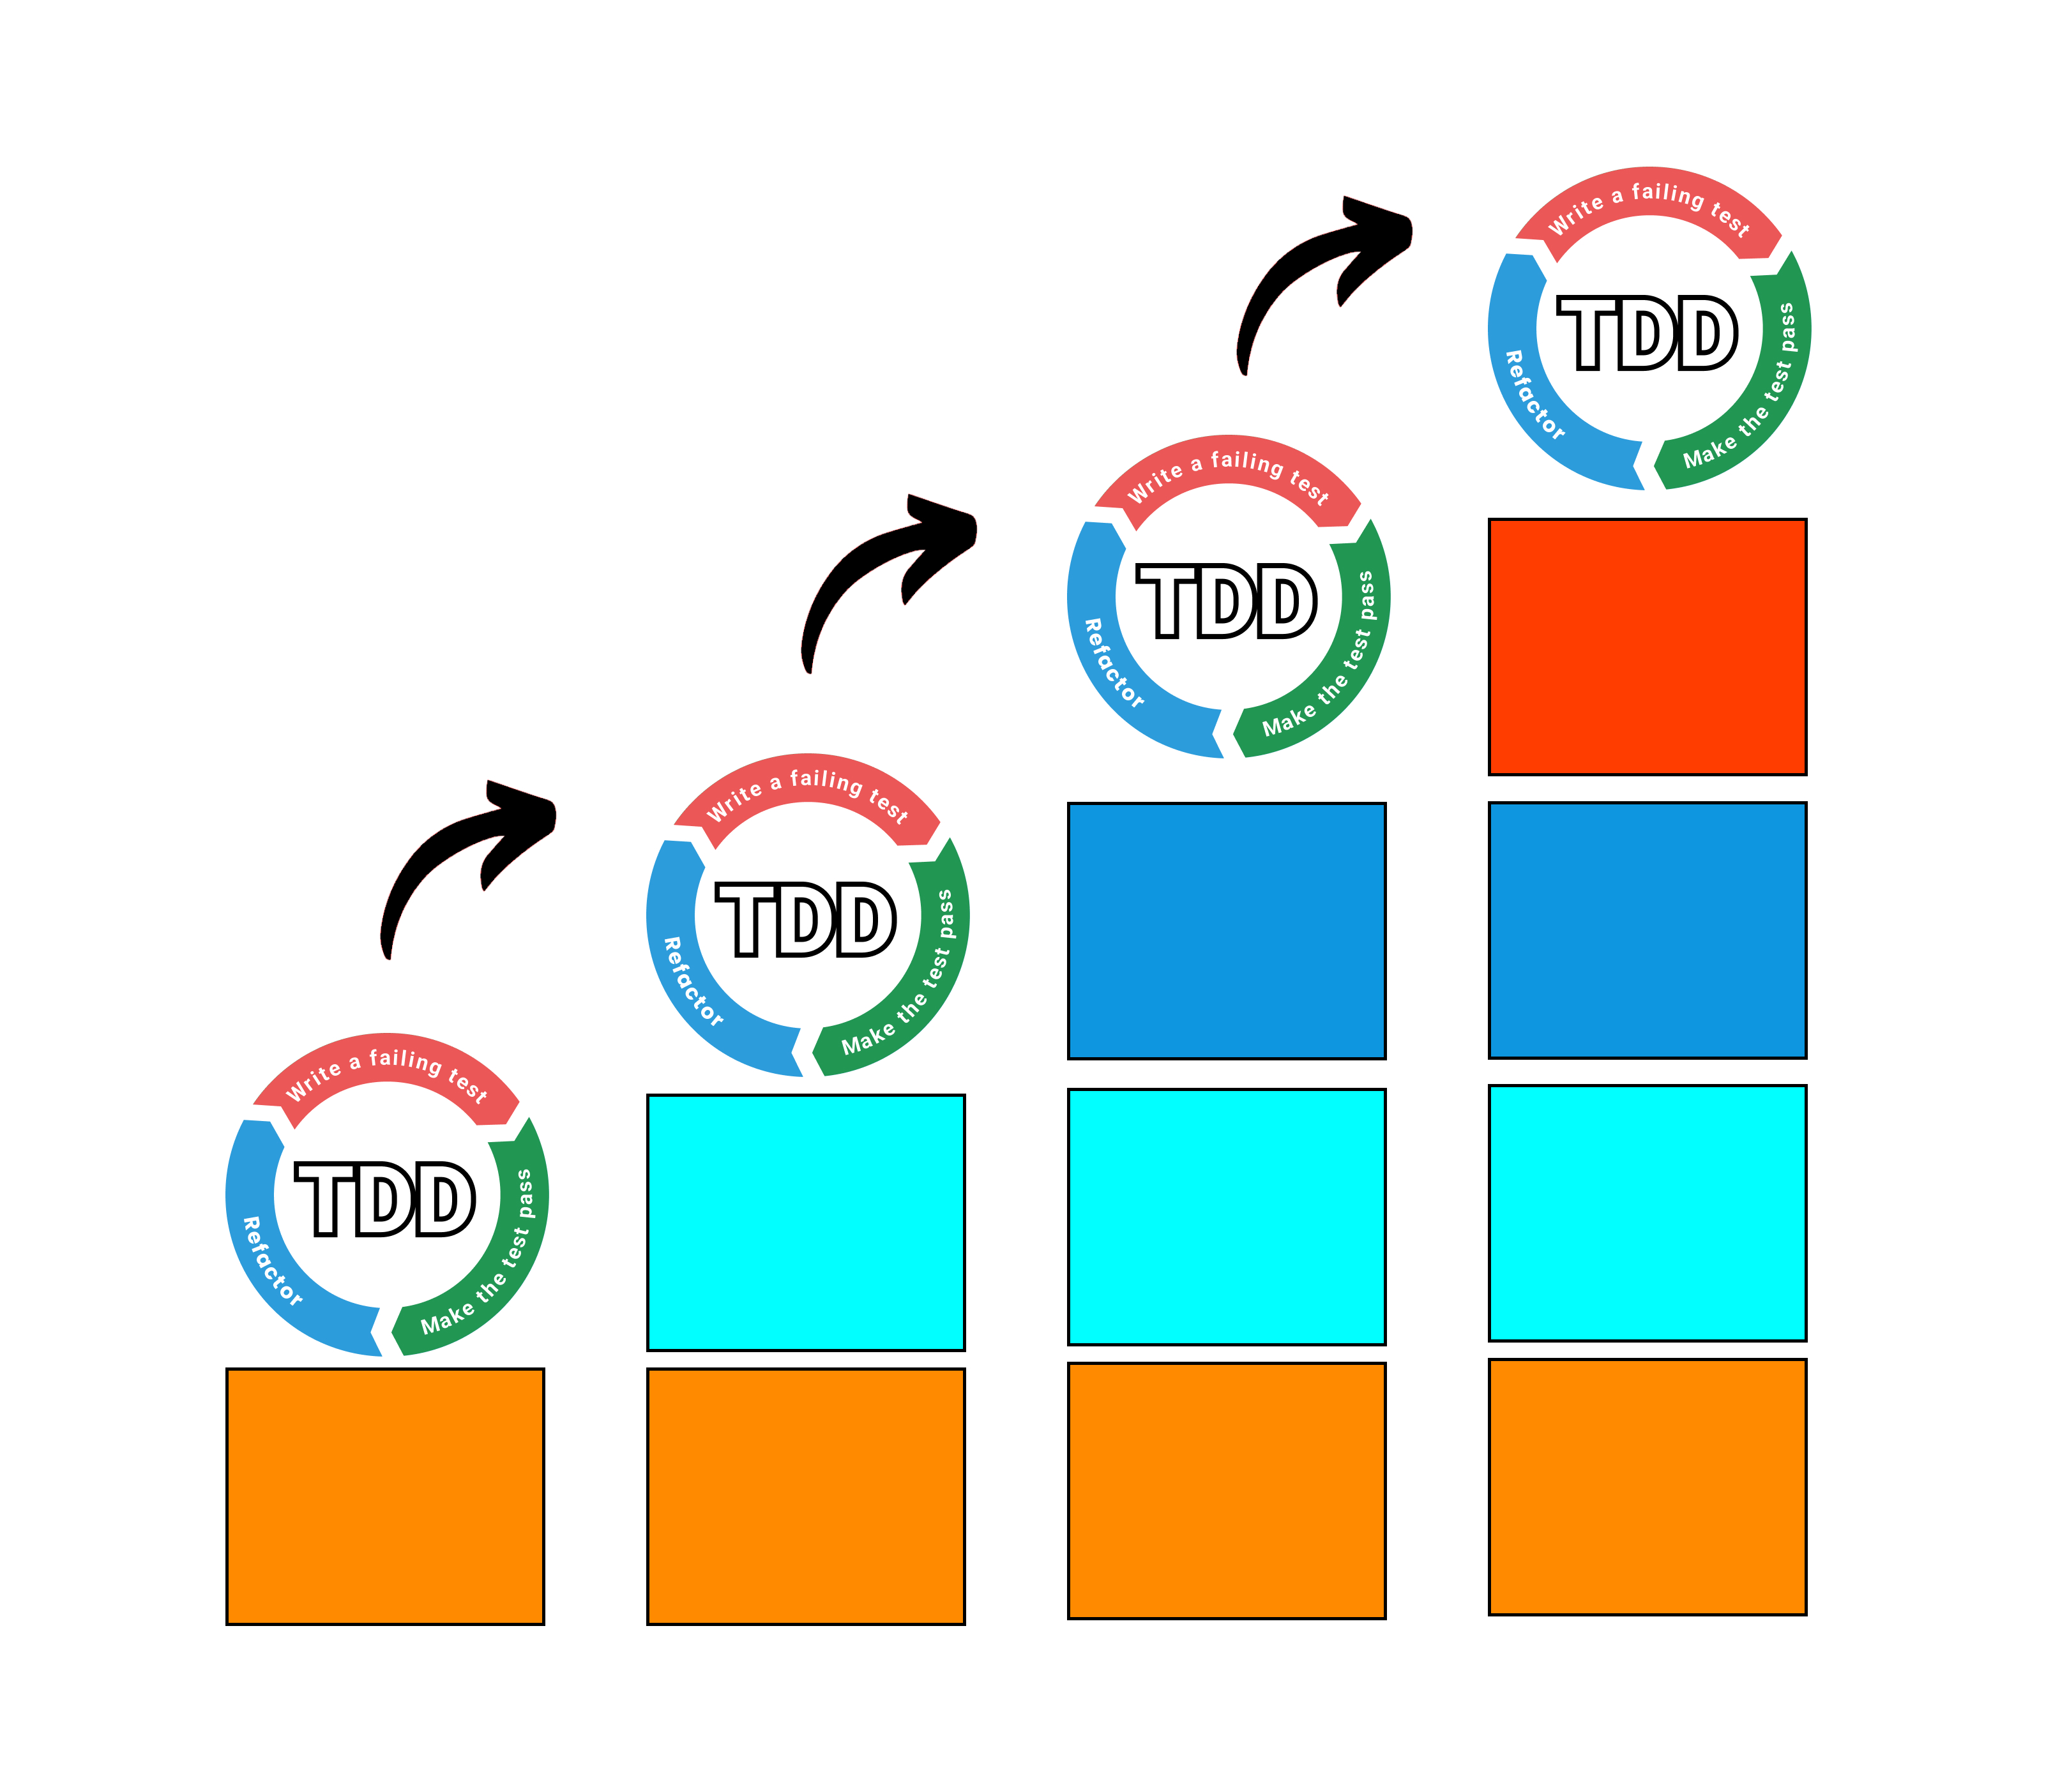 Write a failing test
TDD
Make the test pass
Refactor
Write a failing test
TDD
Make the test pass
Refactor
Write a failing test
TDD
Make the test pass
Refactor
Write a failing test
TDD
Make the test pass
Refactor